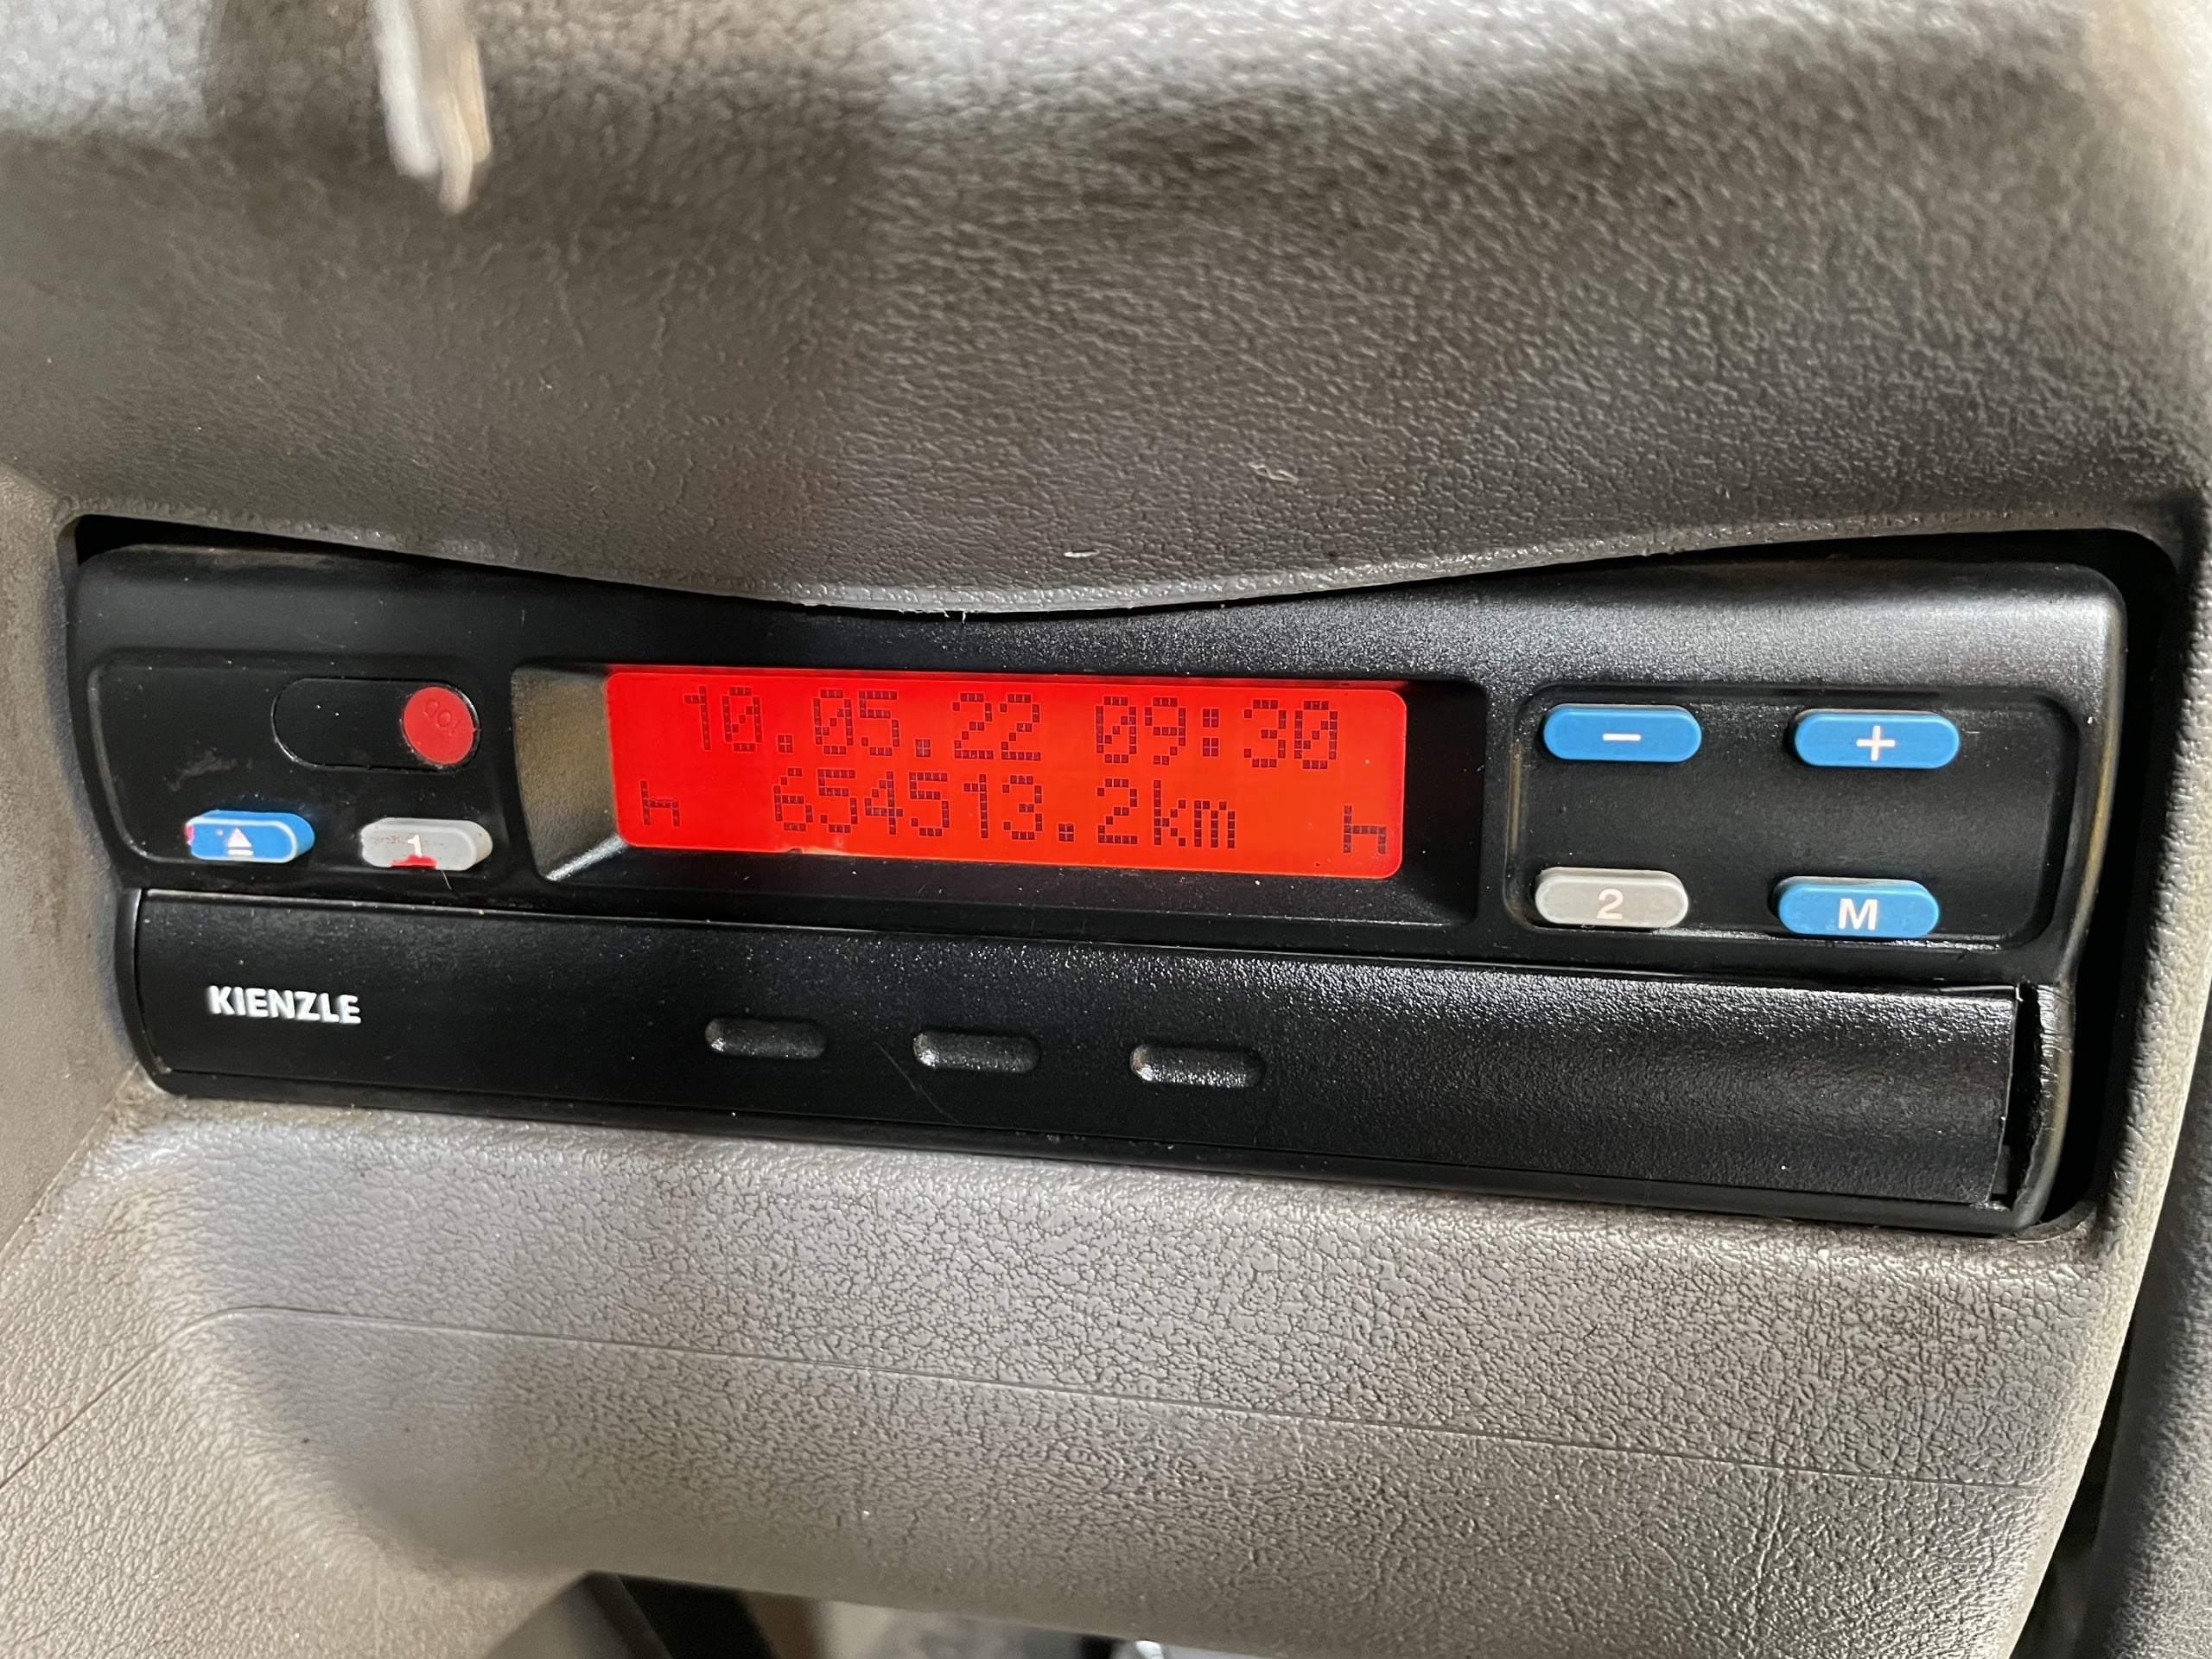 10.05.22 09:30
h 654513.2km h
1
− +
2 M
KIENZLE